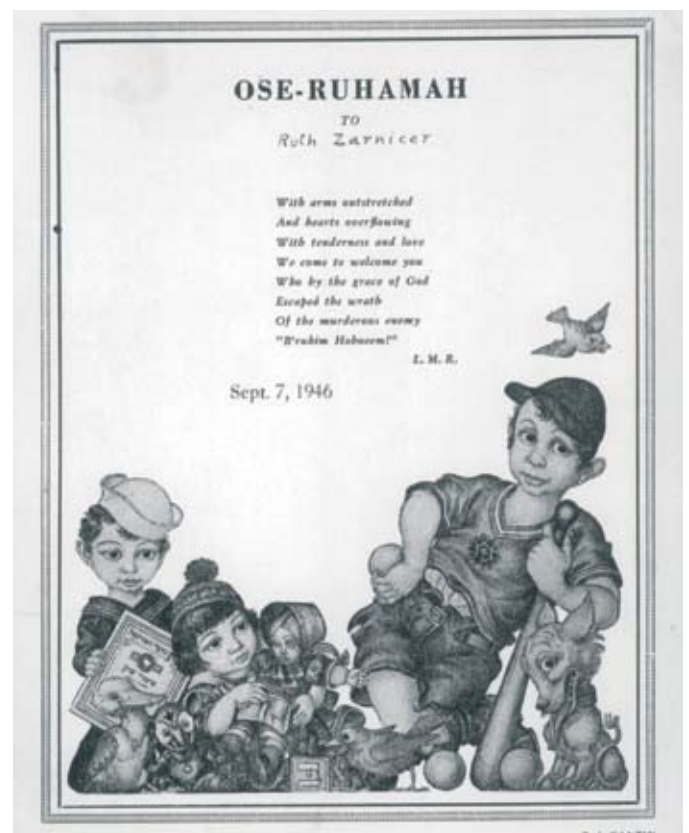 OSE-RUHAMAH
TO
Ruth Zarnicer
With arms outstretched
And hearts overflowing
With tenderness and love
We come to welcome you
Who by the grace of God
Escaped the wrath
Of the murderous enemy
"B'ruhim Haboeem!"
L. M. R.
Sept. 7, 1946